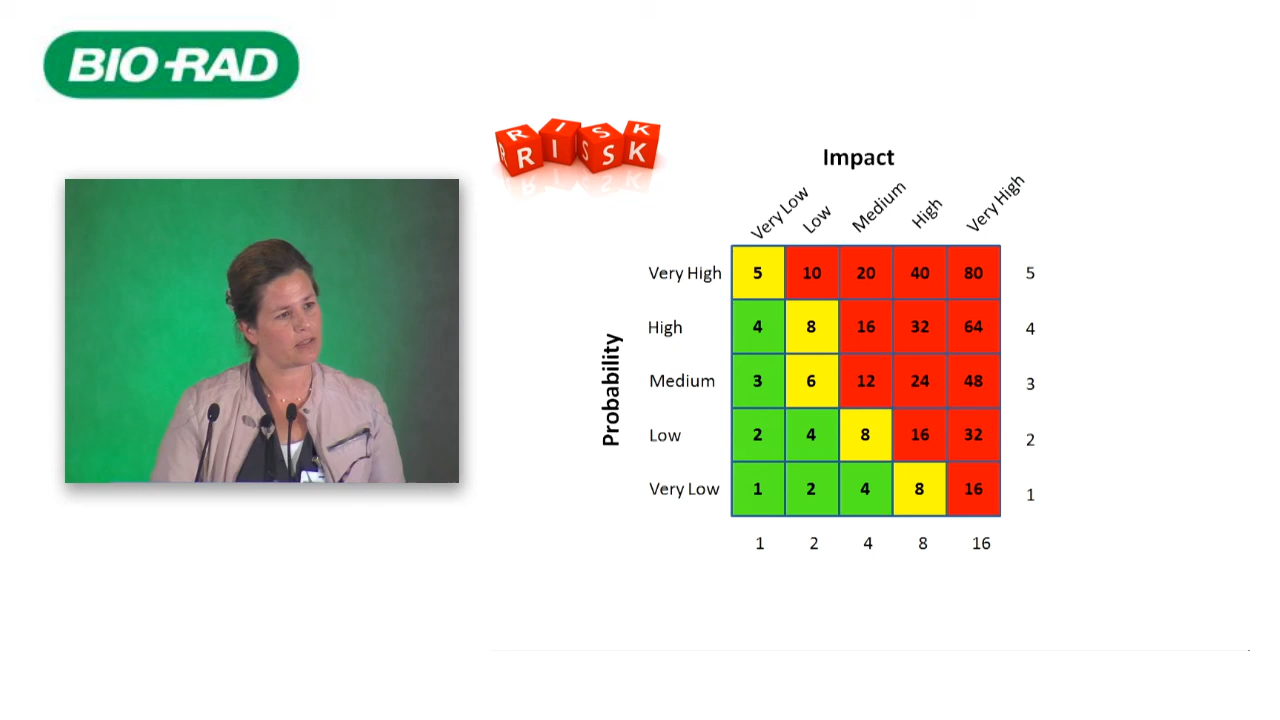 BIO-RAD
R I S K
R R I S S K
Impact
Very Low Low Medium High Very High
Probability
Very High 5 10 20 40 80 5
High 4 8 16 32 64 4
Medium 3 6 12 24 48 3
Low 2 4 8 16 32 2
Very Low 1 2 4 8 16 1
1 2 4 8 16